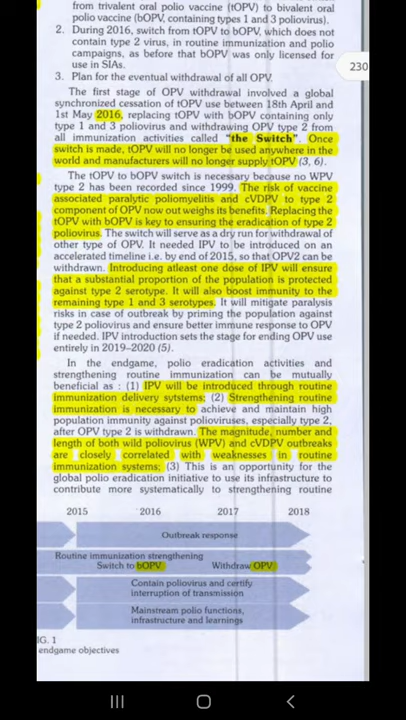 from trivalent oral polio vaccine (tOPV) to bivalent oral
polio vaccine (bOPV, containing types 1 and 3 poliovirus).
2. During 2016, switch from tOPV to bOPV, which does not
contain type 2 virus, in routine immunization and polio
campaigns, as before that bOPV was only licensed for
use in SIAs.
230
3. Plan for the eventual withdrawal of all OPV.
The first stage of OPV withdrawal involved a global
synchronized cessation of tOPV use between 18th April and
1st May 2016, replacing tOPV with bOPV containing only
type 1 and 3 poliovirus and withdrawing OPV type 2 from
all immunization activities called "the Switch". Once
switch is made, tOPV will no longer be used anywhere in the
world and manufacturers will no longer supply tOPV (3, 6).
The tOPV to bOPV switch is necessary because no WPV
type 2 has been recorded since 1999. The risk of vaccine
associated paralytic poliomyelitis and cVDPV to type 2
component of OPV now out weighs its benefits. Replacing the
tOPV with bOPV is key to ensuring the eradication of type 2
poliovirus. The switch will serve as a dry run for withdrawal of
other type of OPV. It needed IPV to be introduced on an
accelerated timeline i.e. by end of 2015, so that OPV2 can be
withdrawn. Introducing atleast one dose of IPV will ensure
that a substantial proportion of the population is protected
against type 2 serotype. It will also boost immunity to the
remaining type 1 and 3 serotypes. It will mitigate paralysis
risks in case of outbreak by priming the population against
type 2 poliovirus and ensure better immune response to OPV
if needed. IPV introduction sets the stage for ending OPV use
entirely in 2019–2020 (5).
In the endgame, polio eradication activities and
strengthening routine immunization can be mutually
beneficial as : (1) IPV will be introduced through routine
immunization delivery sytstems; (2) Strengthening routine
immunization is necessary to achieve and maintain high
population immunity against polioviruses, especially type 2,
after OPV type 2 is withdrawn. The magnitude, number and
length of both wild poliovirus (WPV) and cVDPV outbreaks
are closely correlated with weaknesses in routine
immunization systems; (3) This is an opportunity for the
global polio eradication initiative to use its infrastructure to
contribute more systematically to strengthening routine
2015 2016 2017 2018
Outbreak response
Routine immunization strengthening
Switch to bOPV Withdraw OPV
Contain poliovirus and certify
interruption of transmission
Mainstream polio functions,
infrastructure and learnings
IG. 1
endgame objectives